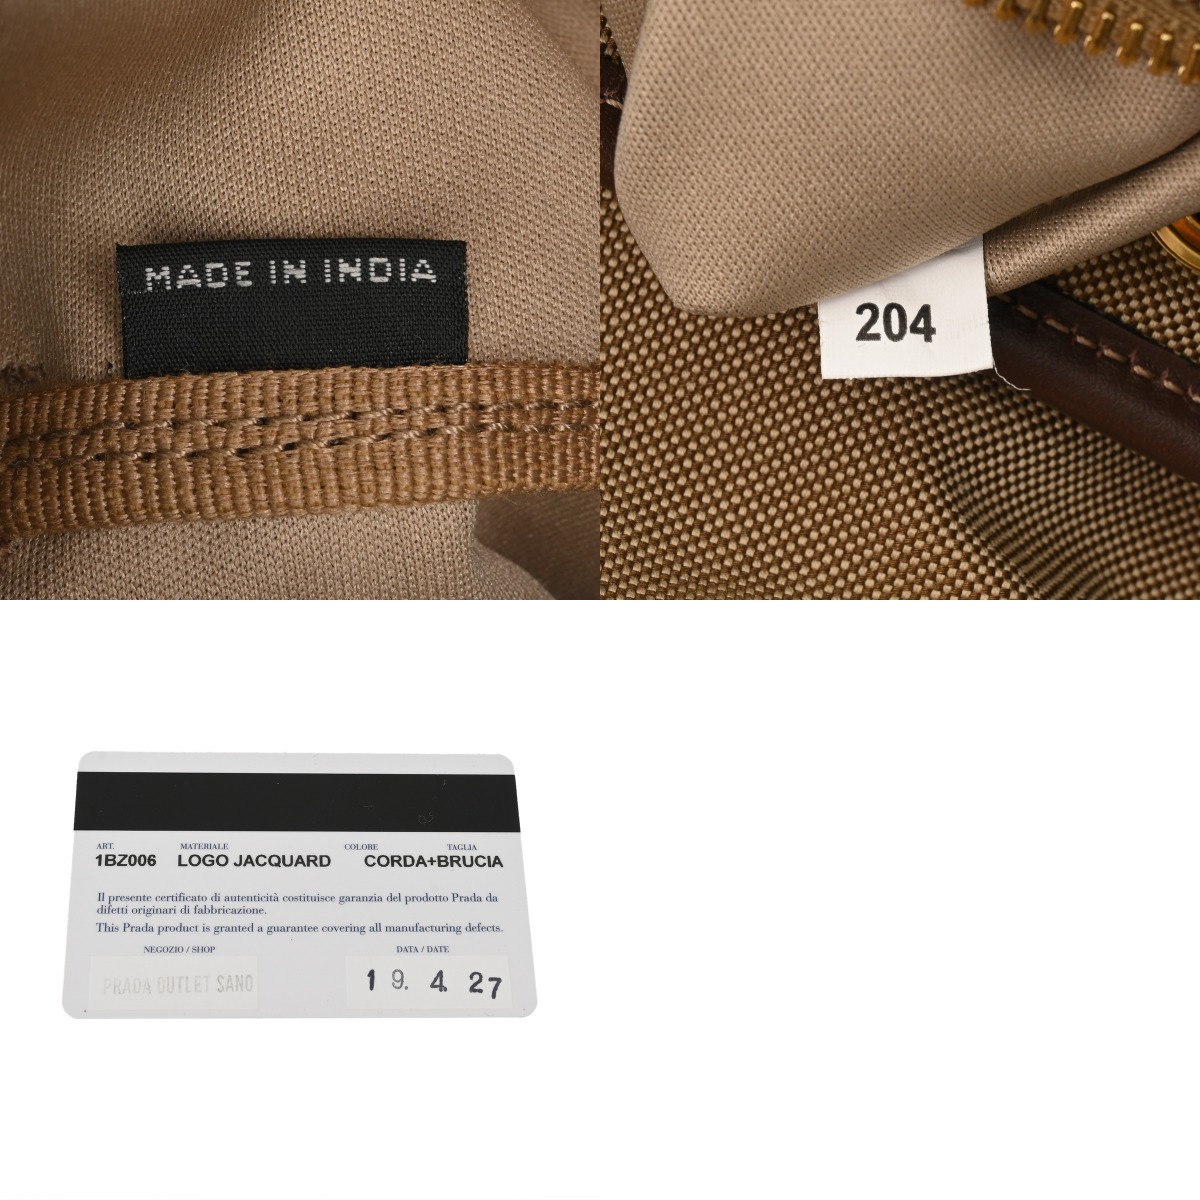 MADE IN INDIA
204
ART. MATERIALE COLORE TAGLIA
1BZ006 LOGO JACQUARD CORDA+BRUCIA
Il presente certificato di autenticità costituisce garanzia del prodotto Prada da
difetti originari di fabbricazione.
This Prada product is granted a guarantee covering all manufacturing defects.
NEGOZIO / SHOP DATA / DATE
PRADA OUTLET SANO 19. 4. 27